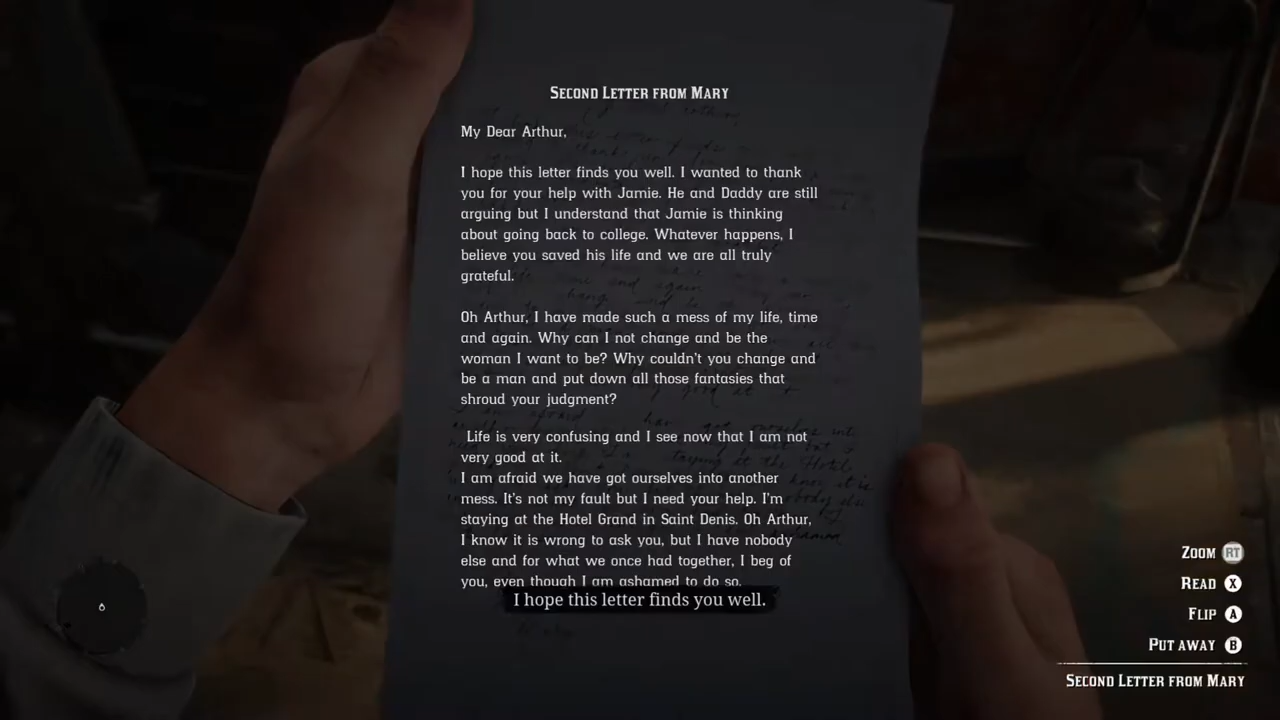 SECOND LETTER FROM MARY
My Dear Arthur,
I hope this letter finds you well. I wanted to thank
you for your help with Jamie. He and Daddy are still
arguing but I understand that Jamie is thinking
about going back to college. Whatever happens, I
believe you saved his life and we are all truly
grateful.
Oh Arthur, I have made such a mess of my life, time
and again. Why can I not change and be the
woman I want to be? Why couldn't you change and
be a man and put down all those fantasies that
shroud your judgment?
Life is very confusing and I see now that I am not
very good at it.
I am afraid we have got ourselves into another
mess. It's not my fault but I need your help. I'm
staying at the Hotel Grand in Saint Denis. Oh Arthur,
I know it is wrong to ask you, but I have nobody
else and for what we once had together, I beg of
you, even though I am ashamed to do so.
I hope this letter finds you well.
ZOOM RT
READ X
FLIP A
PUT AWAY B
SECOND LETTER FROM MARY